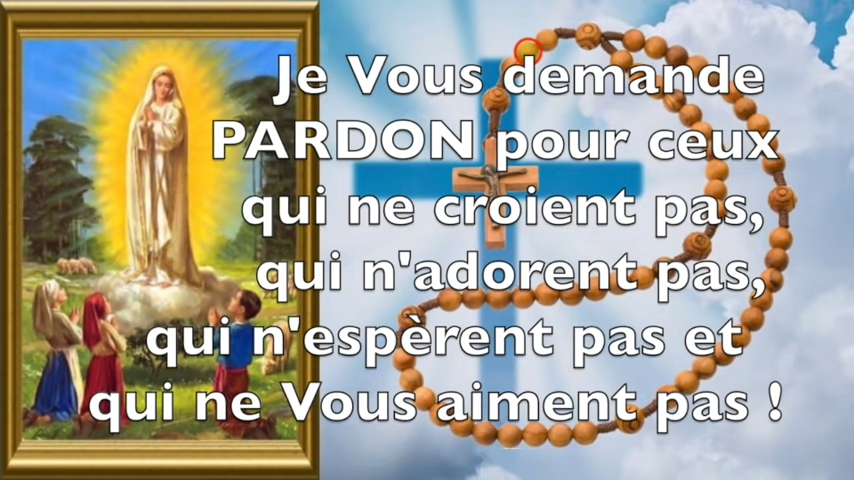 Je Vous demande
PARDON pour ceux
qui ne croient pas,
qui n'adorent pas,
qui n'espèrent pas et
qui ne Vous aiment pas !